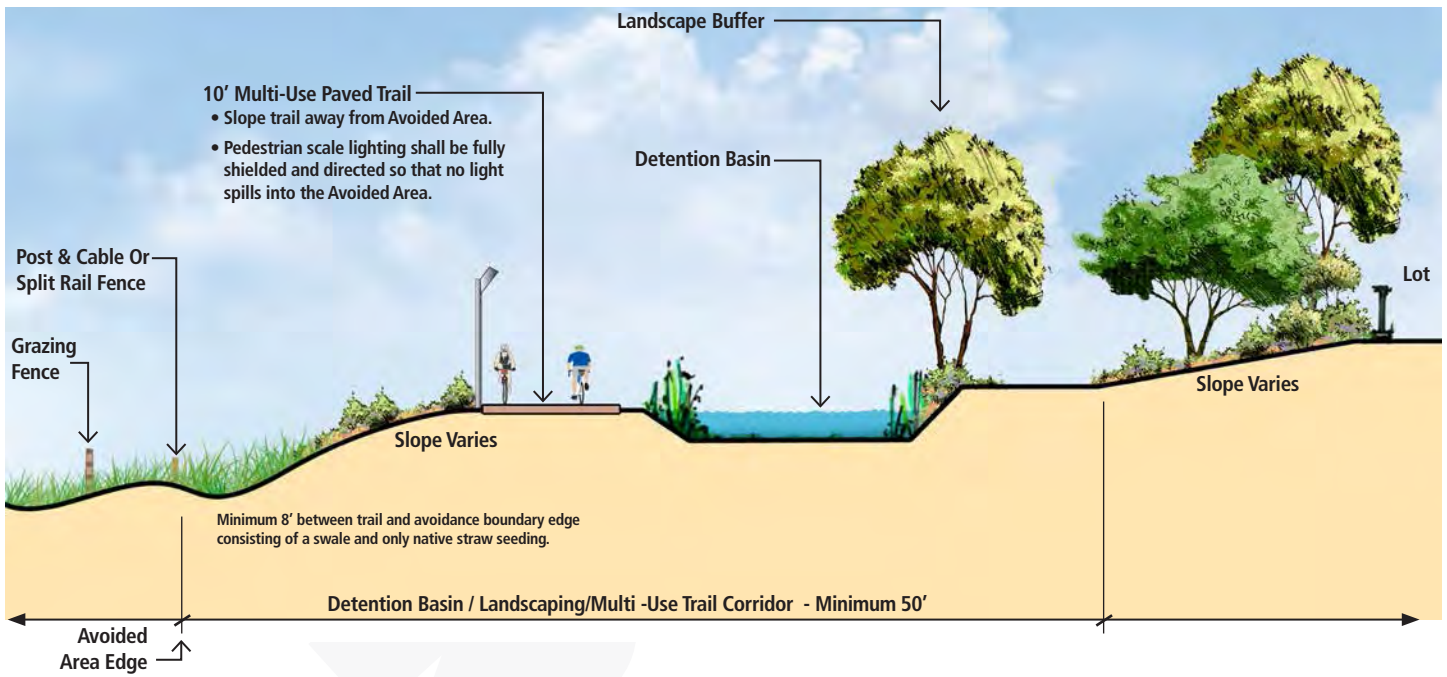 Landscape Buffer
10’ Multi-Use Paved Trail
• Slope trail away from Avoided Area.
• Pedestrian scale lighting shall be fully
shielded and directed so that no light
spills into the Avoided Area.
Detention Basin
Post & Cable Or
Split Rail Fence
Lot
Grazing
Fence
Slope Varies
Slope Varies
Minimum 8’ between trail and avoidance boundary edge
consisting of a swale and only native straw seeding.
Detention Basin / Landscaping/Multi -Use Trail Corridor - Minimum 50’
Avoided
Area Edge